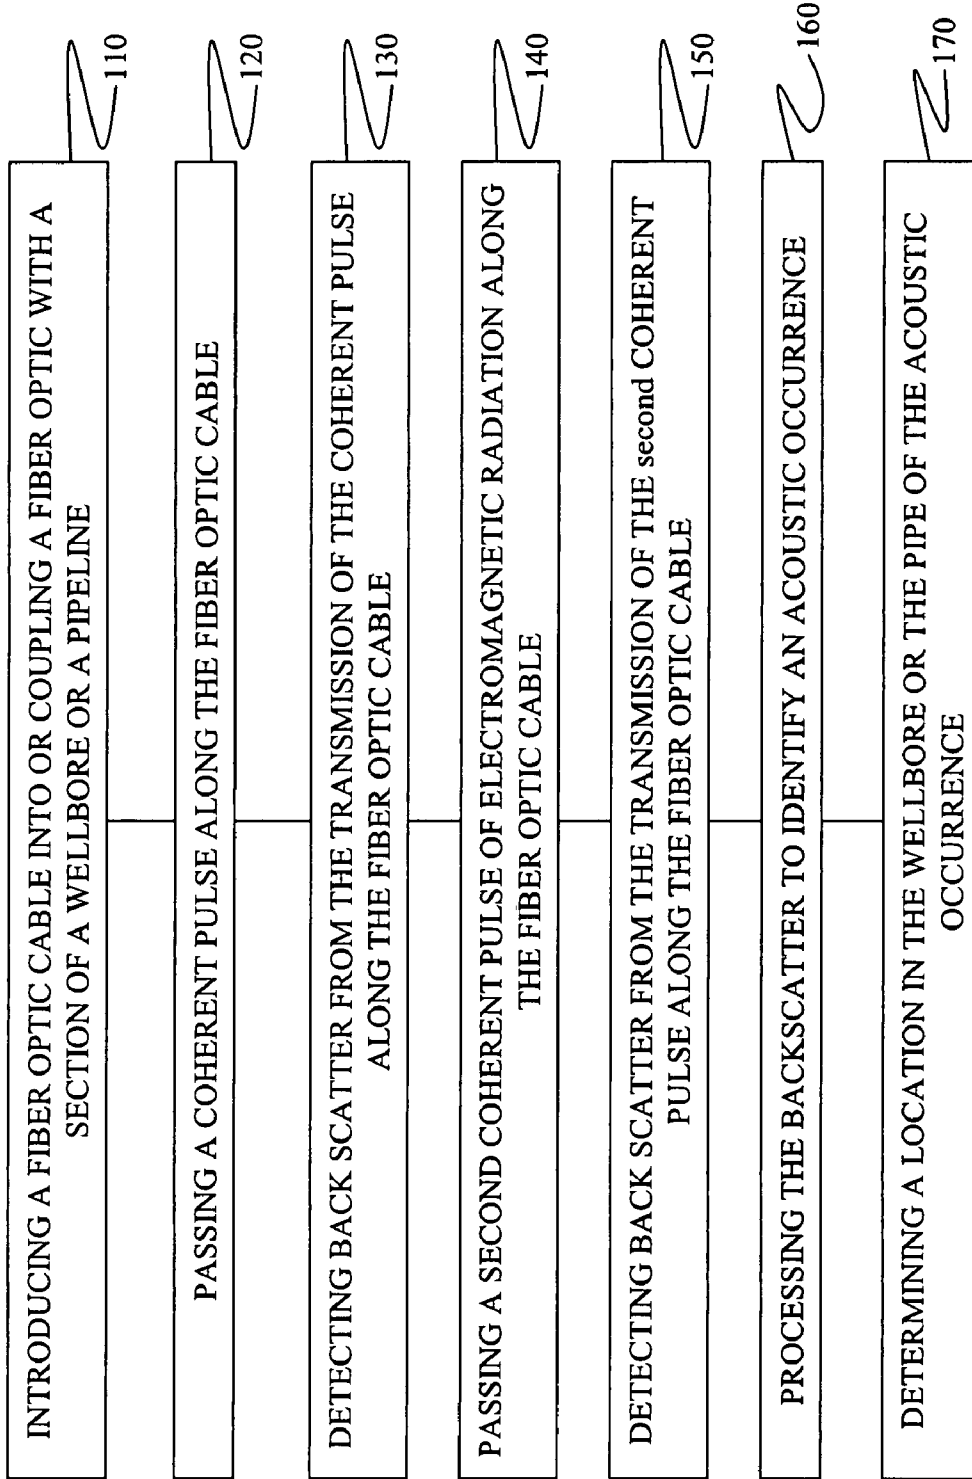 INTRODUCING A FIBER OPTIC CABLE INTO OR COUPLING A FIBER OPTIC WITH A
SECTION OF A WELLBORE OR A PIPELINE
110
PASSING A COHERENT PULSE ALONG THE FIBER OPTIC CABLE
120
DETECTING BACK SCATTER FROM THE TRANSMISSION OF THE COHERENT PULSE
ALONG THE FIBER OPTIC CABLE
130
PASSING A SECOND COHERENT PULSE OF ELECTROMAGNETIC RADIATION ALONG
THE FIBER OPTIC CABLE
140
DETECTING BACK SCATTER FROM THE TRANSMISSION OF THE second COHERENT
PULSE ALONG THE FIBER OPTIC CABLE
150
PROCESSING THE BACKSCATTER TO IDENTIFY AN ACOUSTIC OCCURRENCE
160
DETERMINING A LOCATION IN THE WELLBORE OR THE PIPE OF THE ACOUSTIC
OCCURRENCE
170